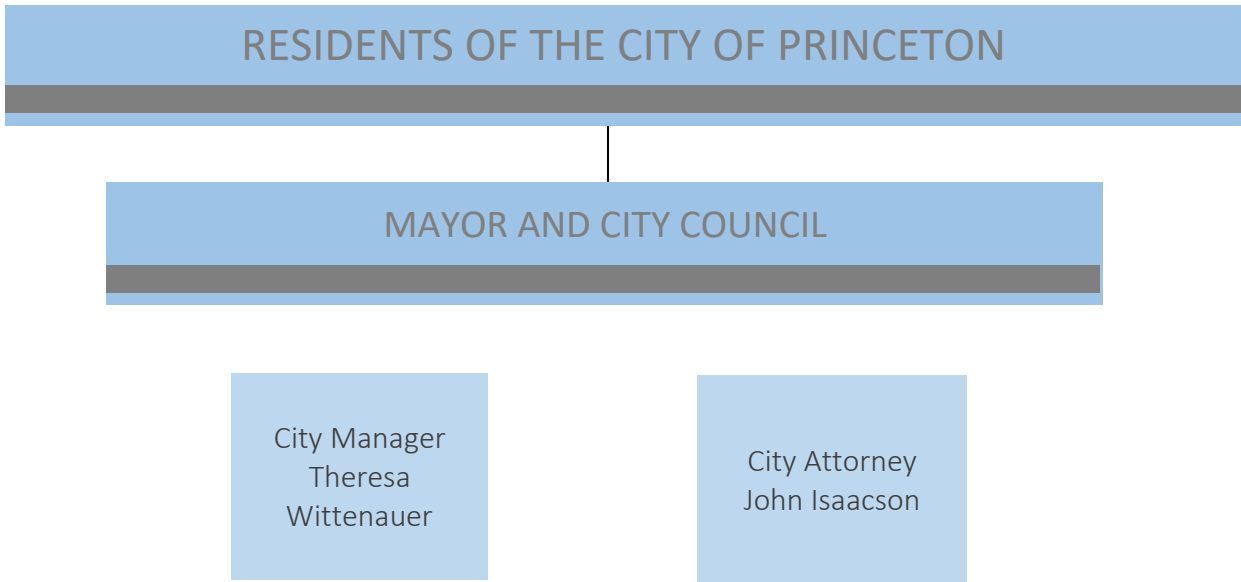 RESIDENTS OF THE CITY OF PRINCETON
MAYOR AND CITY COUNCIL
City Manager
Theresa
Wittenauer
City Attorney
John Isaacson